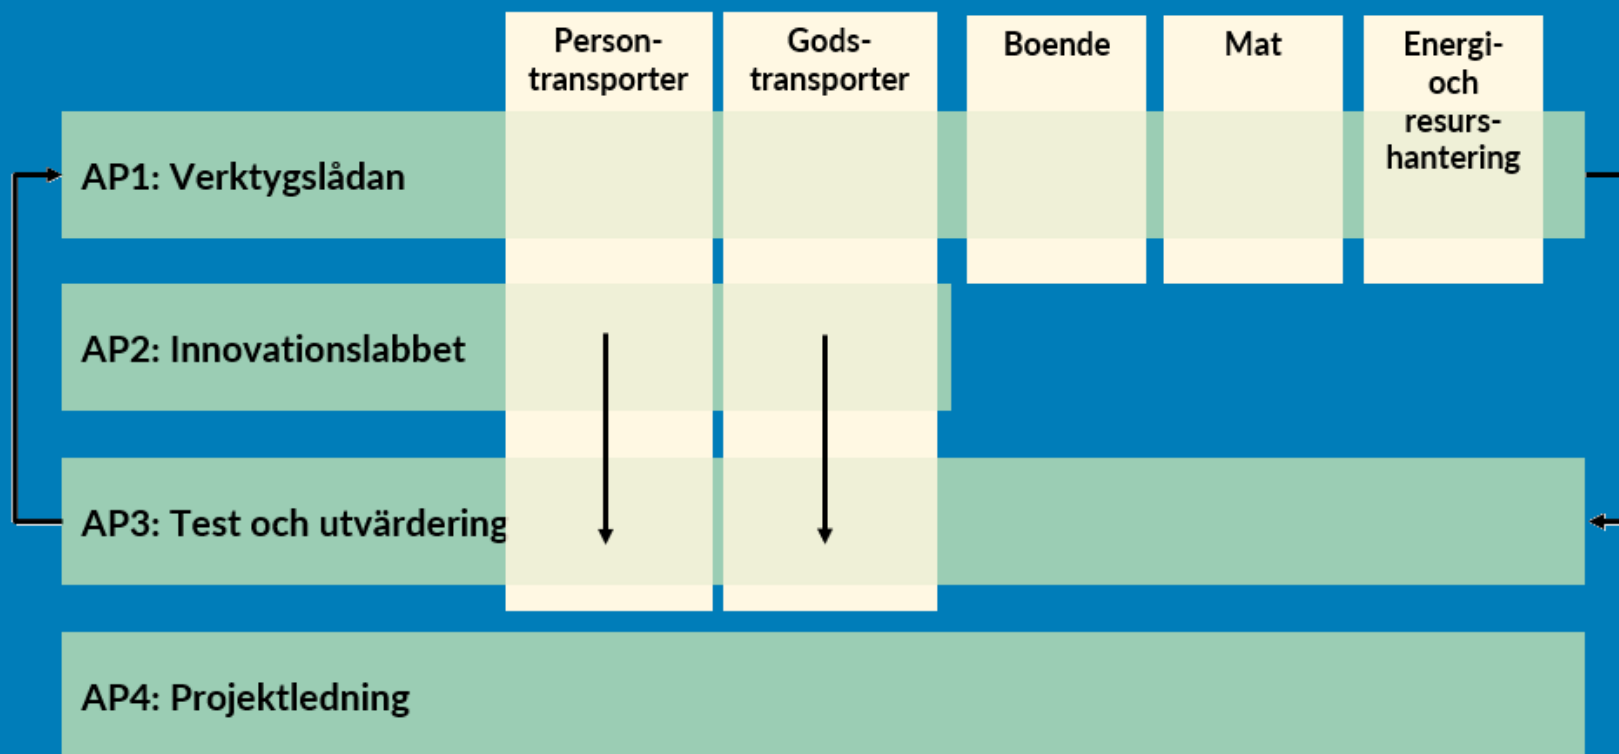 Person-
transporter
Gods-
transporter
Boende
Mat
Energi-
och
resurs-
hantering
AP1: Verktygslådan
AP2: Innovationslabbet
AP3: Test och utvärdering
AP4: Projektledning